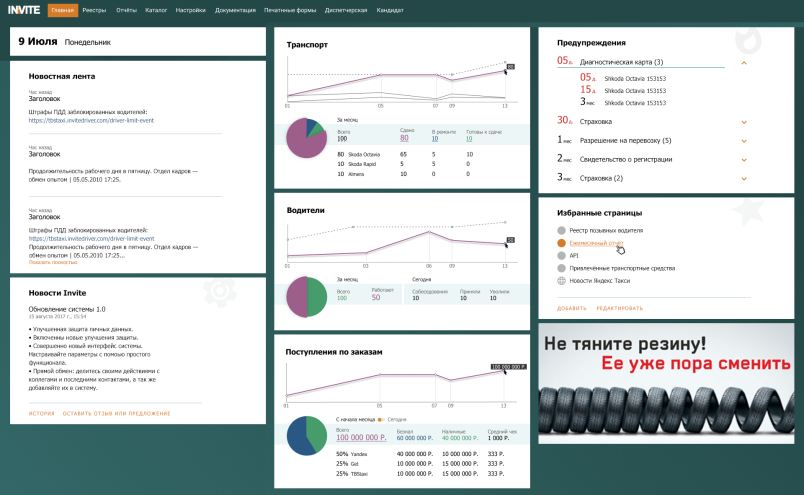 INVITE Главная Реестры Отчёты Каталог Настройки Документация Печатные формы Диспетчерская Кандидат
9 Июля Понедельник
Новостная лента
Час назад
Заголовок
Штрафы ПДД заблокированных водителей:
https://tbstaxi.invitedriver.com/driver-limit-event
Час назад
Заголовок
Продолжительность рабочего дня в пятницу. Отдел кадров —
обмен опытом | 05.05.2010 17:25.
Час назад
Заголовок
Штрафы ПДД заблокированных водителей:
https://tbstaxi.invitedriver.com/driver-limit-event
Продолжительность рабочего дня в пятницу. Отдел кадров —
обмен опытом | 05.05.2010 17:25...
Показать полностью
Новости Invite
Обновление системы 1.0
15 августа 2017 г., 15:54
• Улучшенная защита личных данных.
• Включенны новые улучшения защиты.
• Совершенно новый интерфейс системы.
Настраивайте параметры с помоью простого
функционала.
• Прямой обмен: делитесь своими действиями с
коллегами и последними контактами, а так же
добавляйте их в систему.
ИСТОРИЯ ОСТАВИТЬ ОТЗЫВ ИЛИ ПРЕДЛОЖЕНИЕ
Транспорт
80
01 05 07 09 13
За месяц
Всего Сдано В ремонте Готовы к сдаче
100 80 10 10
80 Skoda Octavia 65 5 10
10 Skoda Rapid 5 5 0
10 Almera 10 0 0
Водители
50
01 03 06 09 13
За месяц Сегодня
Всего Работают Собеседования Приняли Уволили
100 50 10 10 10
Поступления по заказам
100 000 000 Р.
01 05 07 09 13
С начала месяца Сегодня
Всего Безнал Наличные Средний чек
100 000 000 Р. 60 000 000 Р. 40 000 000 Р. 1 000 Р.
50% Yandex 40 000 000 Р. 10 000 000 Р. 333 Р.
25% Get 10 000 000 Р. 15 000 000 Р. 333 Р.
25% TBStaxi 10 000 000 Р. 15 000 000 Р. 333 Р.
Предупреждения
05д. Диагностическая карта (3)
05д. Shkoda Octavia 153153
15д. Shkoda Octavia 153153
3мес Shkoda Octavia 153153
30д. Страховка
1мес Разрешение на перевозку (5)
2мес Свидетельство о регистрации
3мес Страховка (2)
Избранные страницы
Реестр позывных водителя
Ежемесячный отчёт
API
Привлечённые транспортные средства
Новости Яндекс Такси
ДОБАВИТЬ РЕДАКТИРОВАТЬ
Не тяните резину!
Ее уже пора сменить